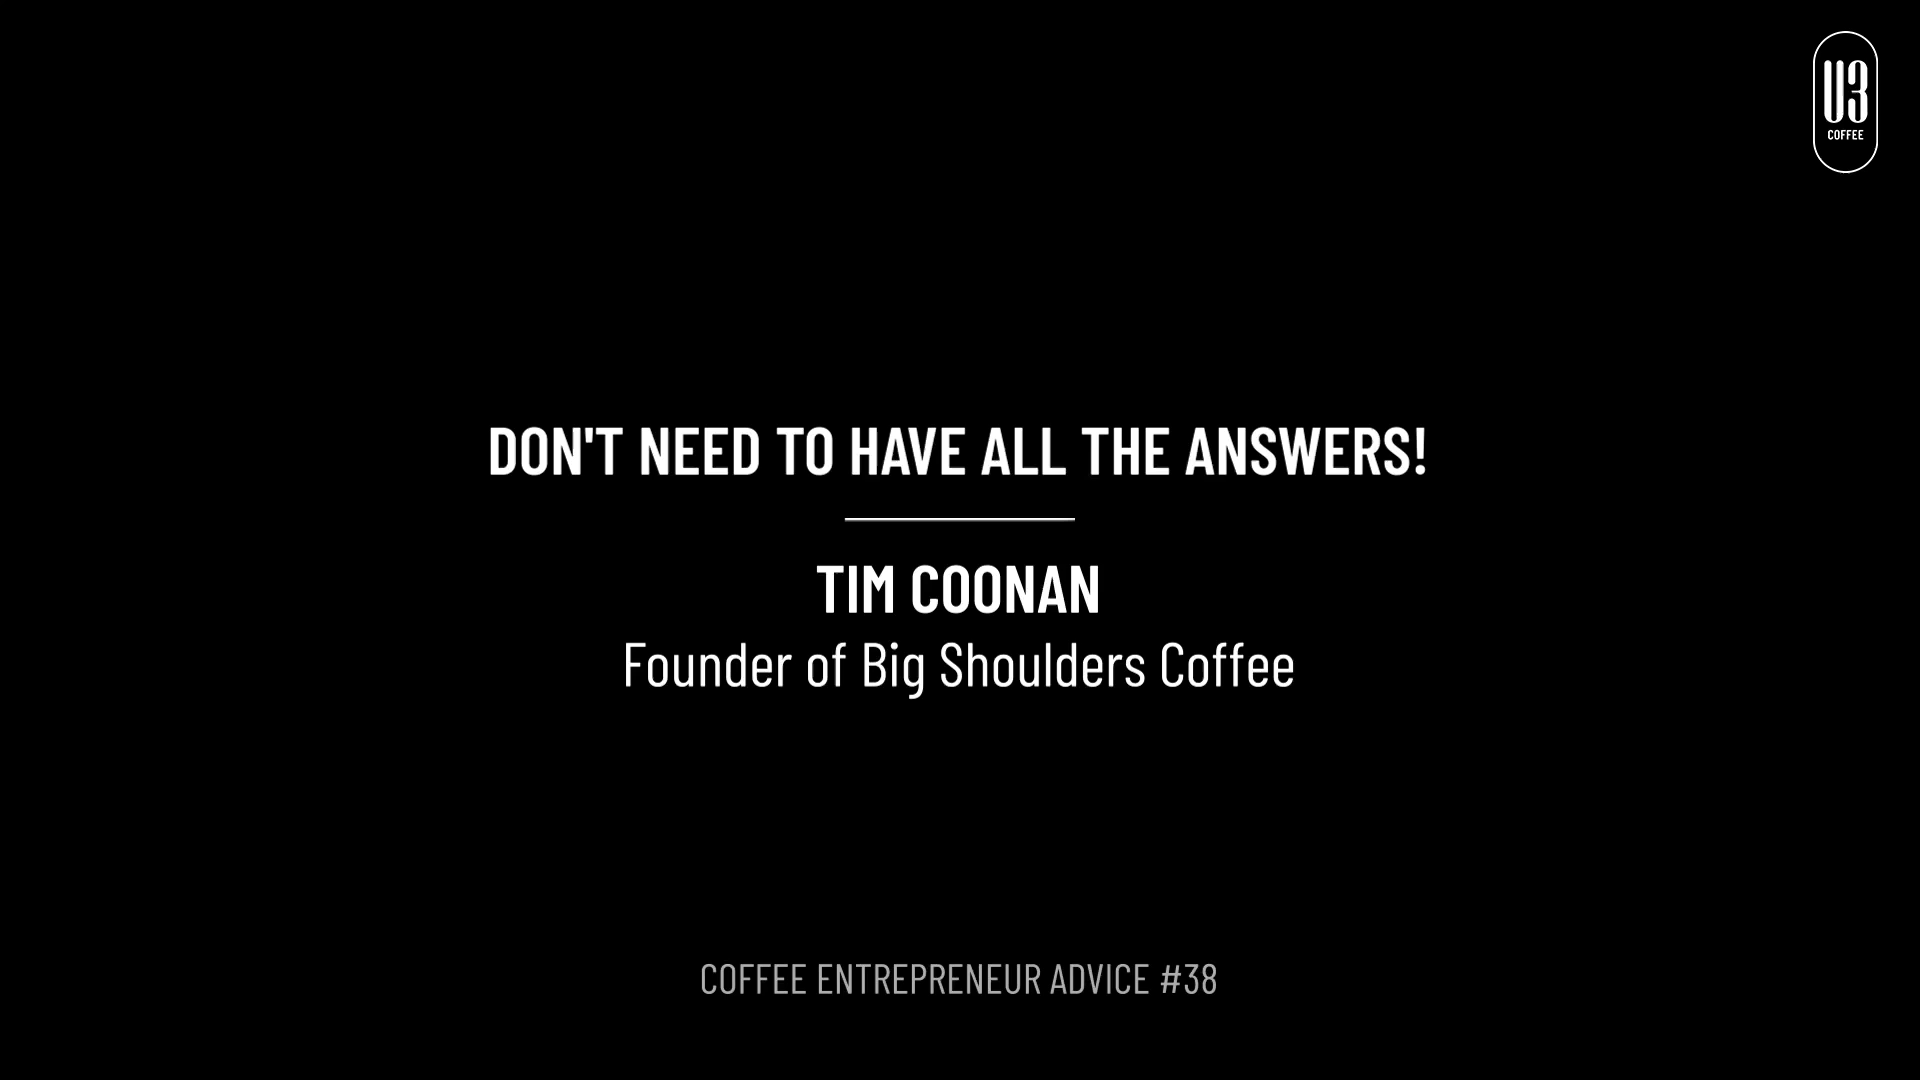 U3
COFFEE
DON'T NEED TO HAVE ALL THE ANSWERS!
TIM COONAN
Founder of Big Shoulders Coffee
COFFEE ENTREPRENEUR ADVICE #38